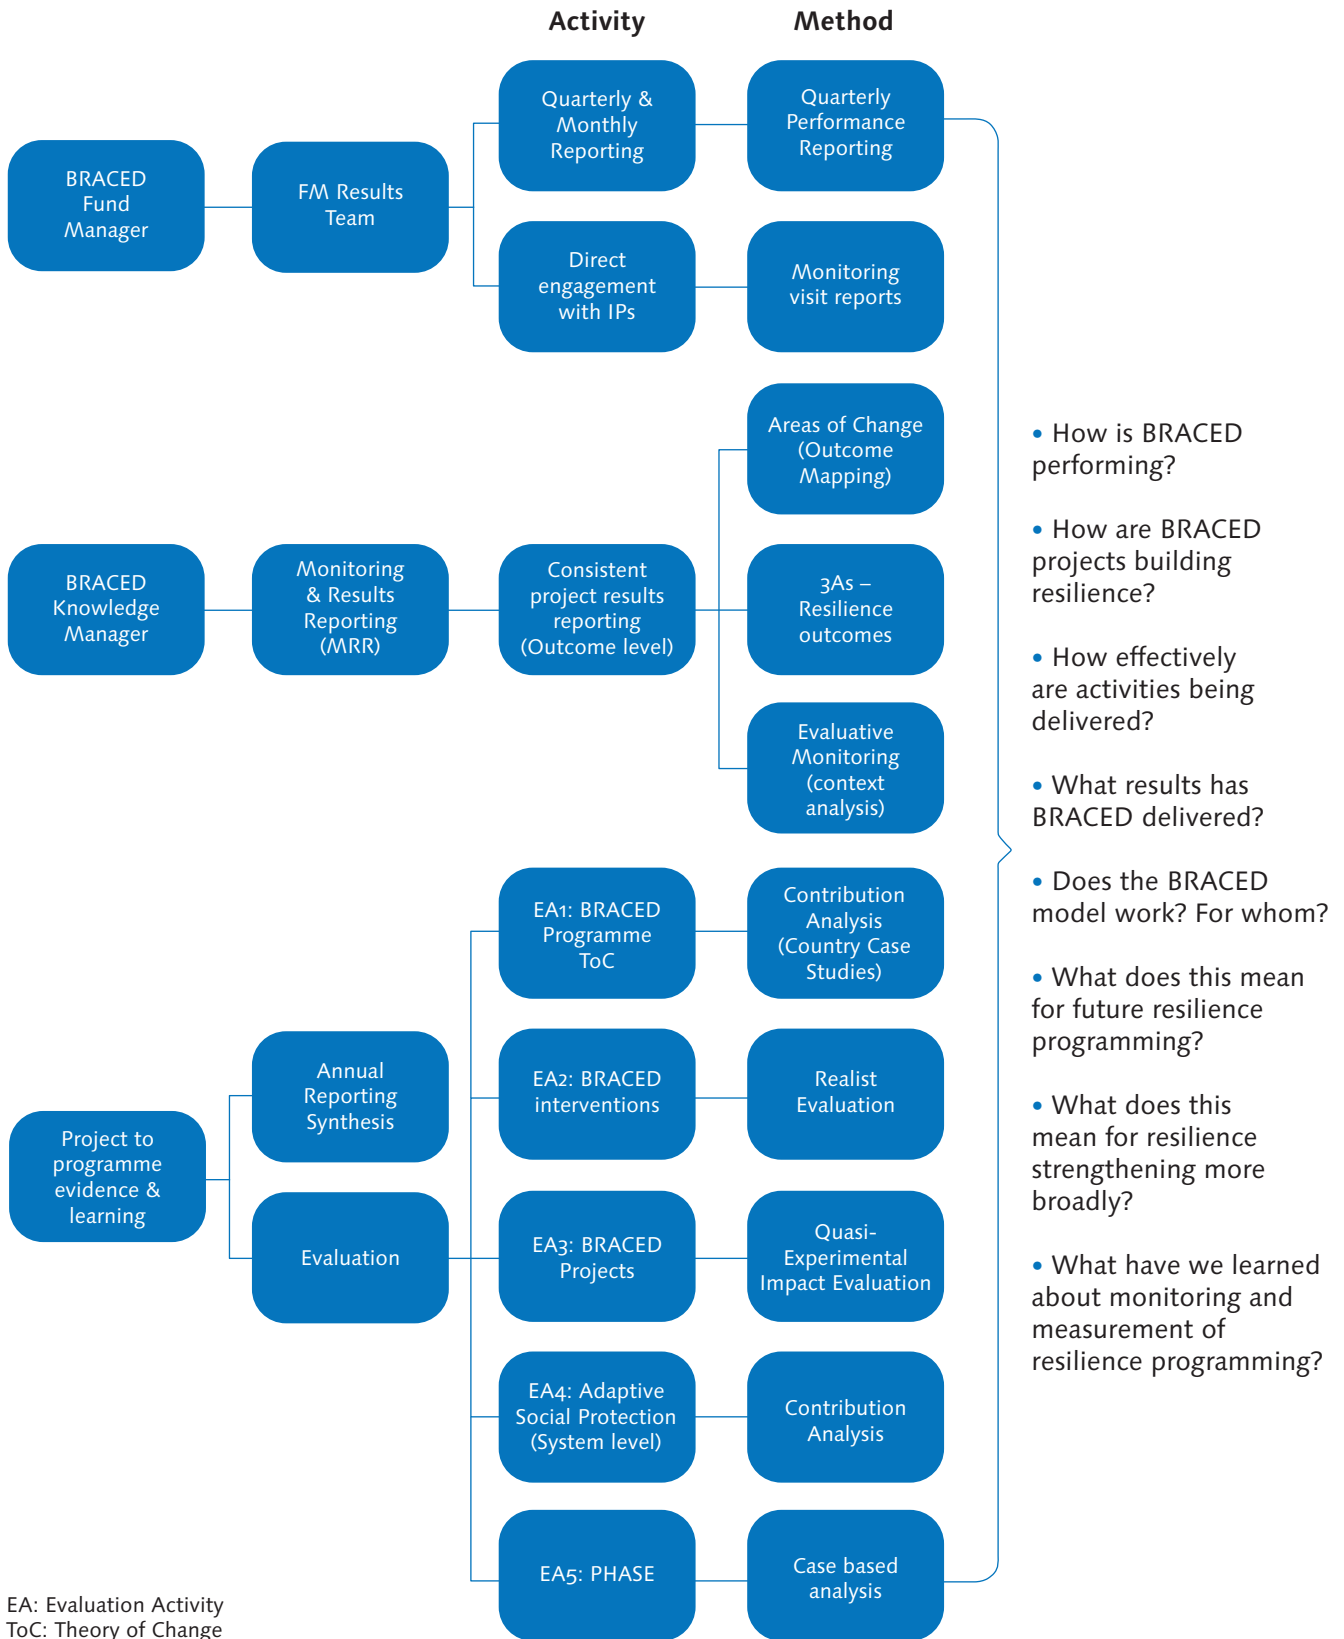 Activity
Method
BRACED
Fund
Manager
FM Results
Team
Quarterly &
Monthly
Reporting
Quarterly
Performance
Reporting
Direct
engagement
with IPs
Monitoring
visit reports
BRACED
Knowledge
Manager
Monitoring
& Results
Reporting
(MRR)
Consistent
project results
reporting
(Outcome level)
Areas of Change
(Outcome
Mapping)
3As –
Resilience
outcomes
Evaluative
Monitoring
(context
analysis)
Project to
programme
evidence &
learning
Annual
Reporting
Synthesis
Evaluation
EA1: BRACED
Programme
ToC
Contribution
Analysis
(Country Case
Studies)
EA2: BRACED
interventions
Realist
Evaluation
EA3: BRACED
Projects
Quasi-
Experimental
Impact Evaluation
EA4: Adaptive
Social Protection
(System level)
Contribution
Analysis
EA5: PHASE
Case based
analysis
• How is BRACED
performing?
• How are BRACED
projects building
resilience?
• How effectively
are activities being
delivered?
• What results has
BRACED delivered?
• Does the BRACED
model work? For whom?
• What does this mean
for future resilience
programming?
• What does this
mean for resilience
strengthening more
broadly?
• What have we learned
about monitoring and
measurement of
resilience programming?
EA: Evaluation Activity
ToC: Theory of Change